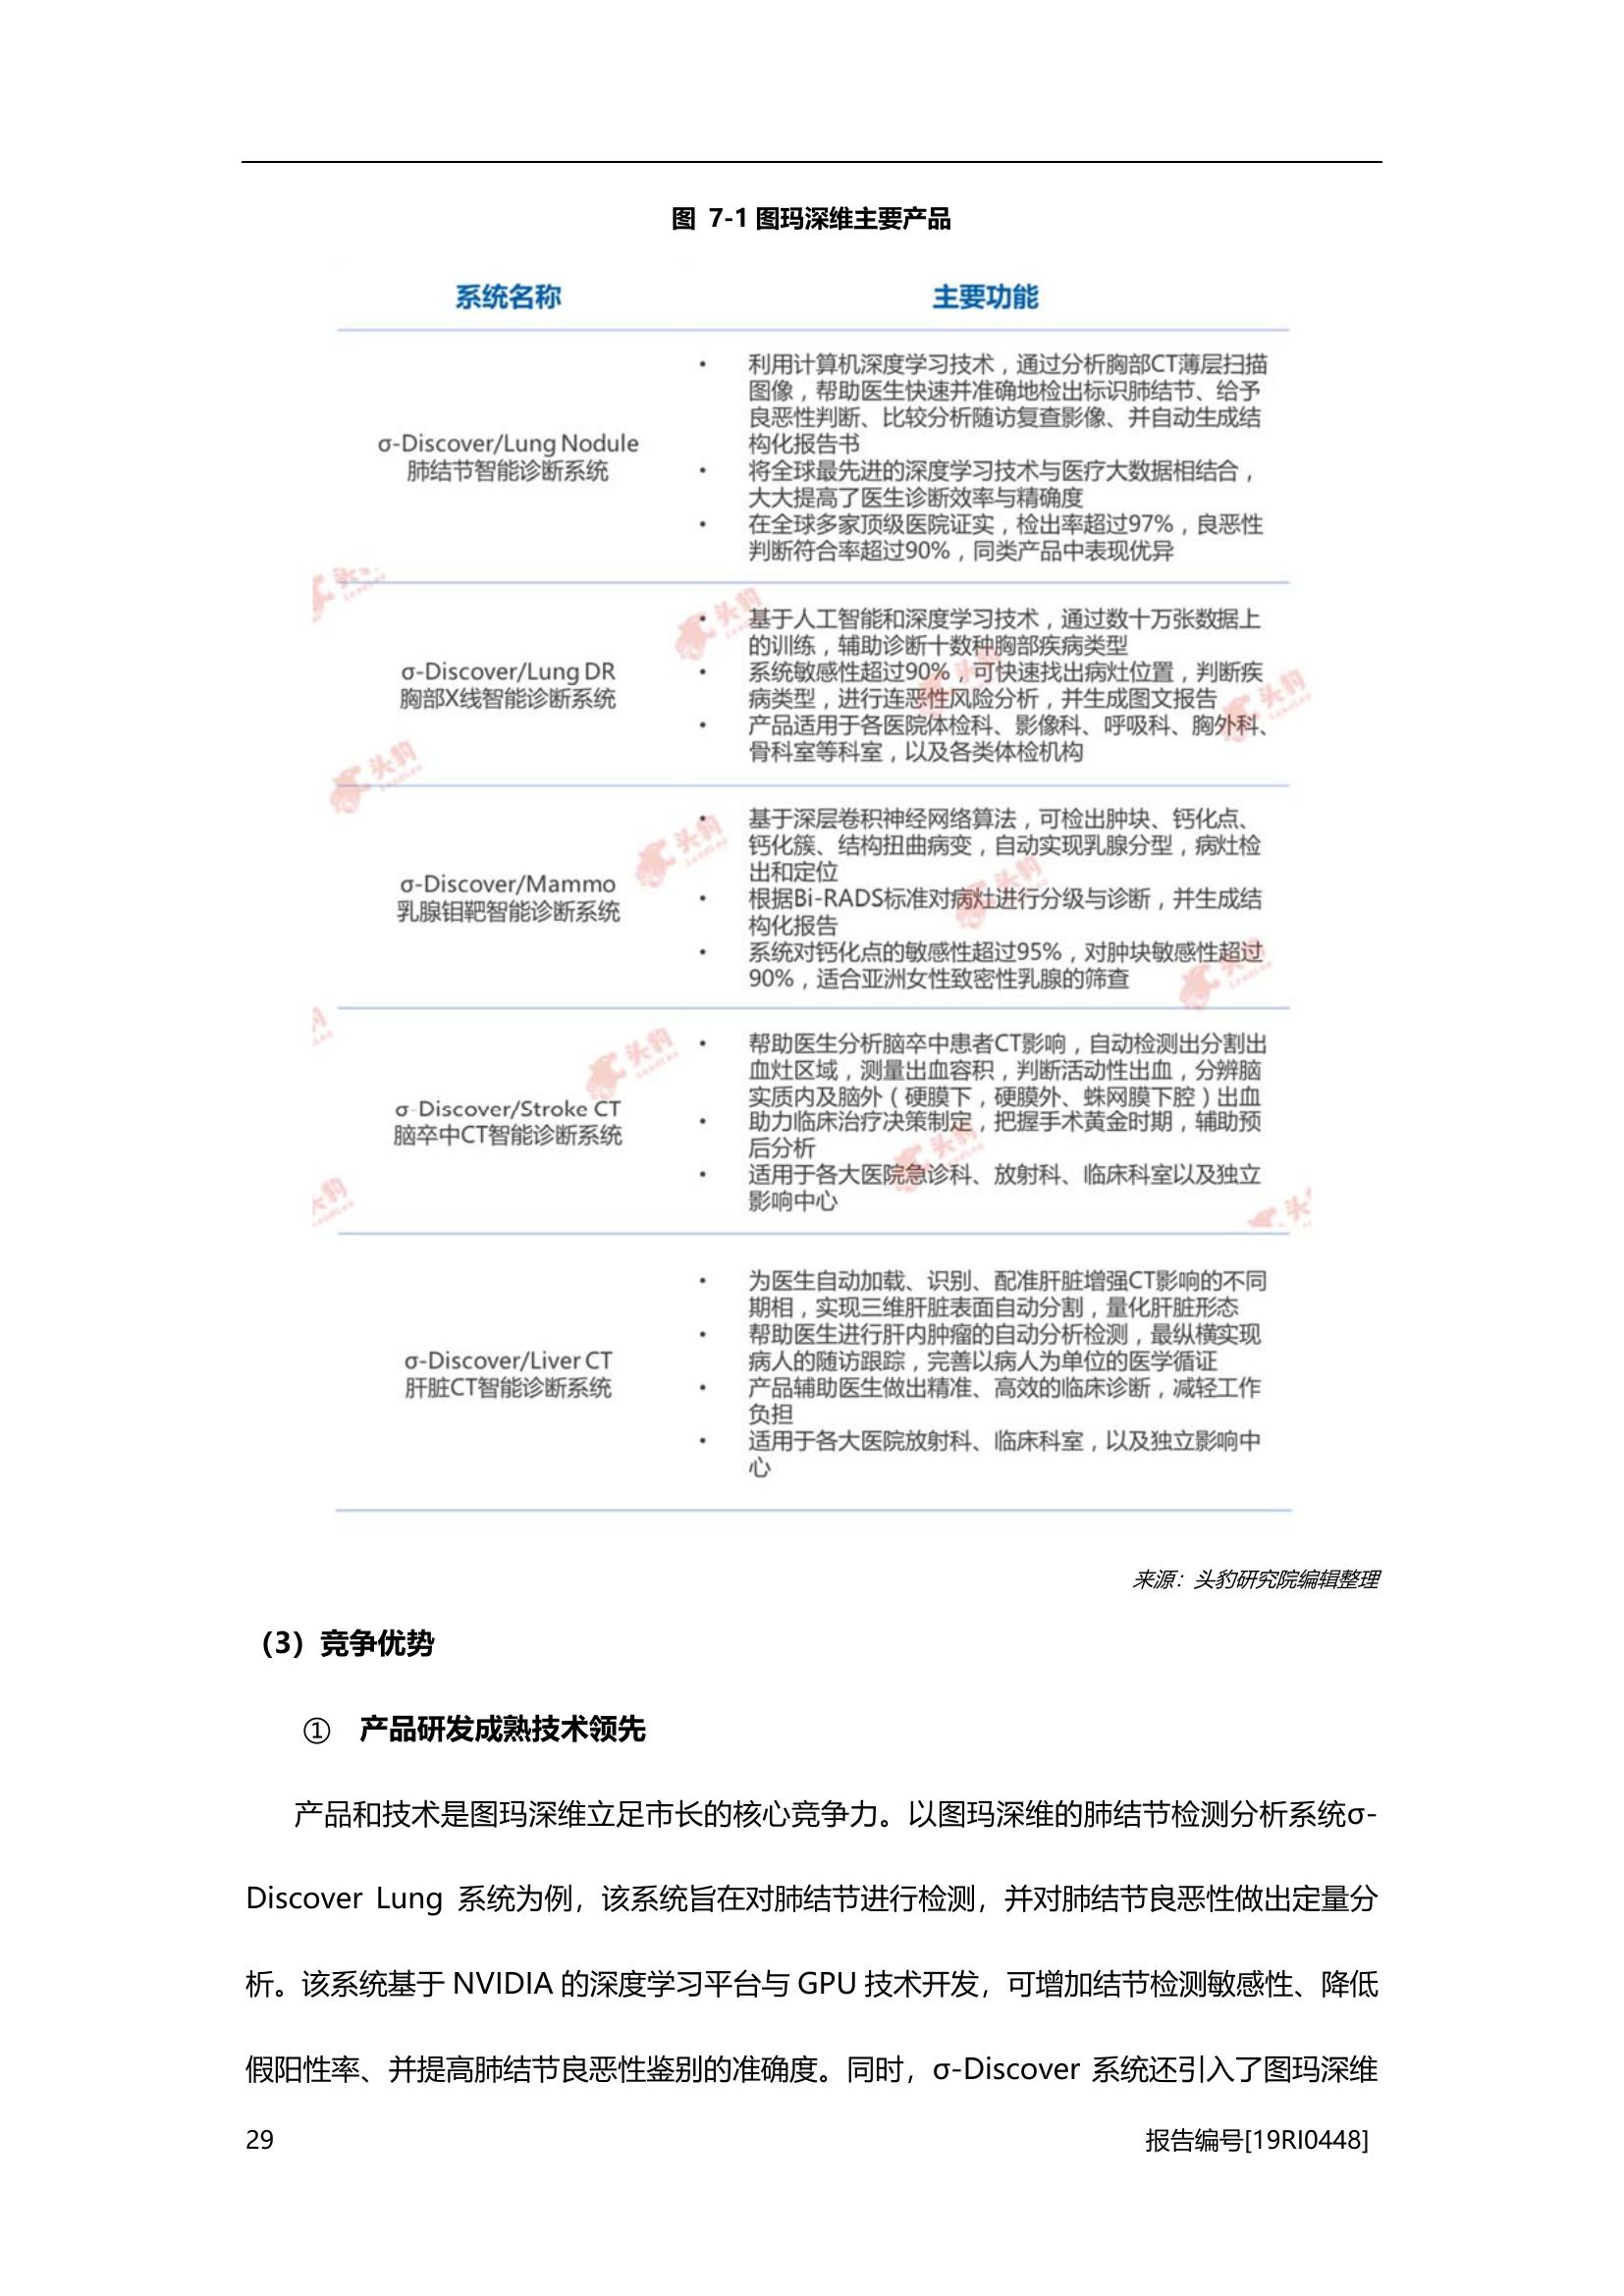 图 7-1 图玛深维主要产品
系统名称
主要功能
σ-Discover/Lung Nodule
肺结节智能诊断系统
• 利用计算机深度学习技术，通过分析胸部CT薄层扫描
图像，帮助医生快速并准确地检出标识肺结节、给予
良恶性判断、比较分析随访复查影像、并自动生成结
构化报告书
• 将全球最先进的深度学习技术与医疗大数据相结合，
大大提高了医生诊断效率与精确度
• 在全球多家顶级医院证实，检出率超过97%，良恶性
判断符合率超过90%，同类产品中表现优异
σ-Discover/Lung DR
胸部X线智能诊断系统
• 基于人工智能和深度学习技术，通过数十万张数据上
的训练，辅助诊断十数种胸部疾病类型
• 系统敏感性超过90%，可快速找出病灶位置，判断疾
病类型，进行连恶性风险分析，并生成图文报告
• 产品适用于各医院体检科、影像科、呼吸科、胸外科、
骨科室等科室，以及各类体检机构
σ-Discover/Mammo
乳腺钼靶智能诊断系统
• 基于深层卷积神经网络算法，可检出肿块、钙化点、
钙化簇、结构扭曲病变，自动实现乳腺分型，病灶检
出和定位
• 根据Bi-RADS标准对病灶进行分级与诊断，并生成结
构化报告
• 系统对钙化点的敏感性超过95%，对肿块敏感性超过
90%，适合亚洲女性致密性乳腺的筛查
σ-Discover/Stroke CT
脑卒中CT智能诊断系统
• 帮助医生分析脑卒中患者CT影响，自动检测出分割出
血灶区域，测量出血容积，判断活动性出血，分辨脑
实质内及脑外（硬膜下，硬膜外、蛛网膜下腔）出血
• 助力临床治疗决策制定，把握手术黄金时期，辅助预
后分析
• 适用于各大医院急诊科、放射科、临床科室以及独立
影响中心
σ-Discover/Liver CT
肝脏CT智能诊断系统
• 为医生自动加载、识别、配准肝脏增强CT影响的不同
期相，实现三维肝脏表面自动分割，量化肝脏形态
• 帮助医生进行肝内肿瘤的自动分析检测，最纵横实现
病人的随访跟踪，完善以病人为单位的医学循证
• 产品辅助医生做出精准、高效的临床诊断，减轻工作
负担
• 适用于各大医院放射科、临床科室，以及独立影响中
心
来源：头豹研究院编辑整理
（3）竞争优势
① 产品研发成熟技术领先
产品和技术是图玛深维立足市长的核心竞争力。以图玛深维的肺结节检测分析系统σ-
Discover Lung 系统为例，该系统旨在对肺结节进行检测，并对肺结节良恶性做出定量分
析。该系统基于 NVIDIA 的深度学习平台与 GPU 技术开发，可增加结节检测敏感性、降低
假阳性率、并提高肺结节良恶性鉴别的准确度。同时，σ-Discover 系统还引入了图玛深维
29
报告编号[19RI0448]